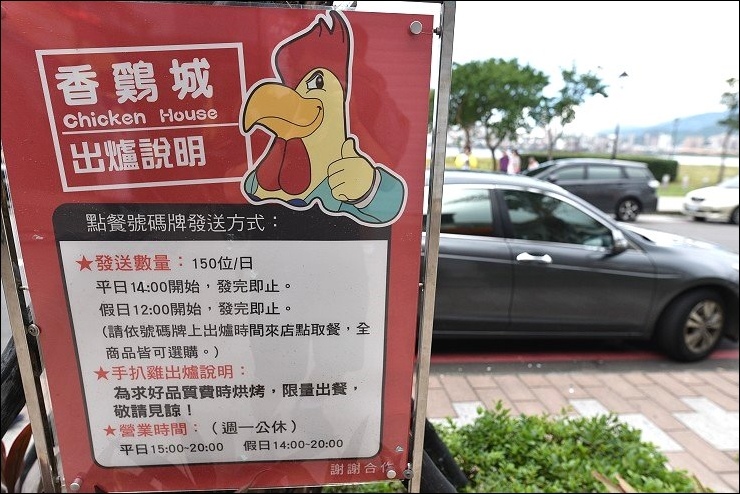 香鷄城
Chicken House
出爐說明
點餐號碼牌發送方式：
★發送數量：150位/日
平日14:00開始，發完即止。
假日12:00開始，發完即止。
(請依號碼牌上出爐時間來店點取餐，全
商品皆可選購。)
★手扒雞出爐說明：
為求好品質費時烘烤，限量出餐，
敬請見諒！
★營業時間：（週一公休）
平日15:00~20:00 假日14:00~20:00
謝謝合作